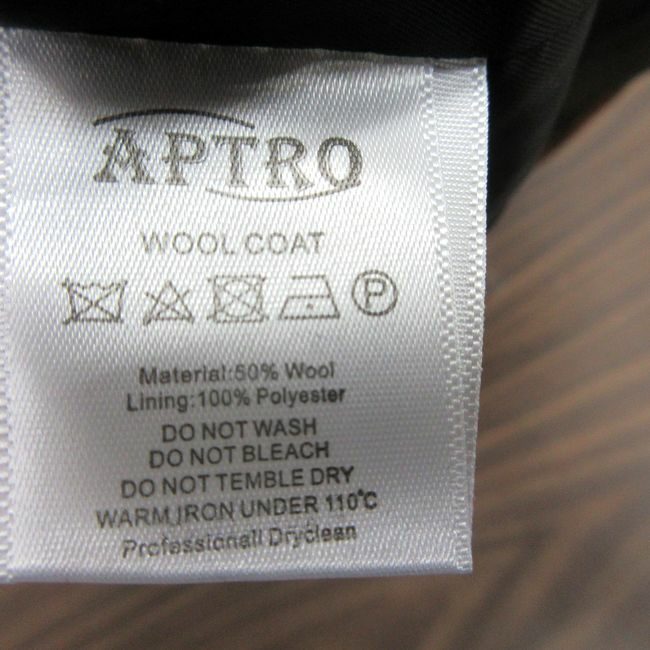 APTRO
WOOL COAT
P
Material:50% Wool
Lining:100% Polyester
DO NOT WASH
DO NOT BLEACH
DO NOT TEMBLE DRY
WARM IRON UNDER 110°C
Professionall Dryclean